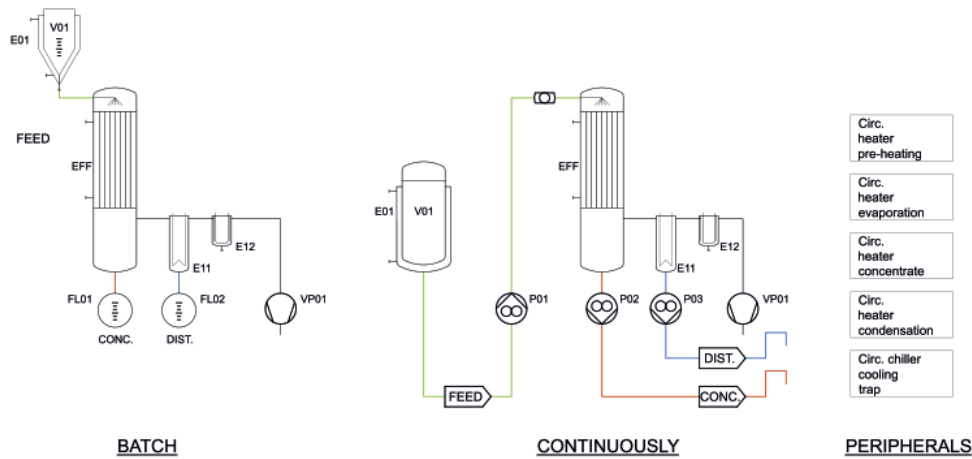 V01
E01
FEED
EFF
E12
E11
FL01
FL02
VP01
CONC.
DIST.
BATCH
EFF
E01
V01
E12
E11
P01
P02
P03
VP01
DIST.
FEED
CONC.
CONTINUOUSLY
Circ.
heater
pre-heating
Circ.
heater
evaporation
Circ.
heater
concentrate
Circ.
heater
condensation
Circ. chiller
cooling
trap
PERIPHERALS